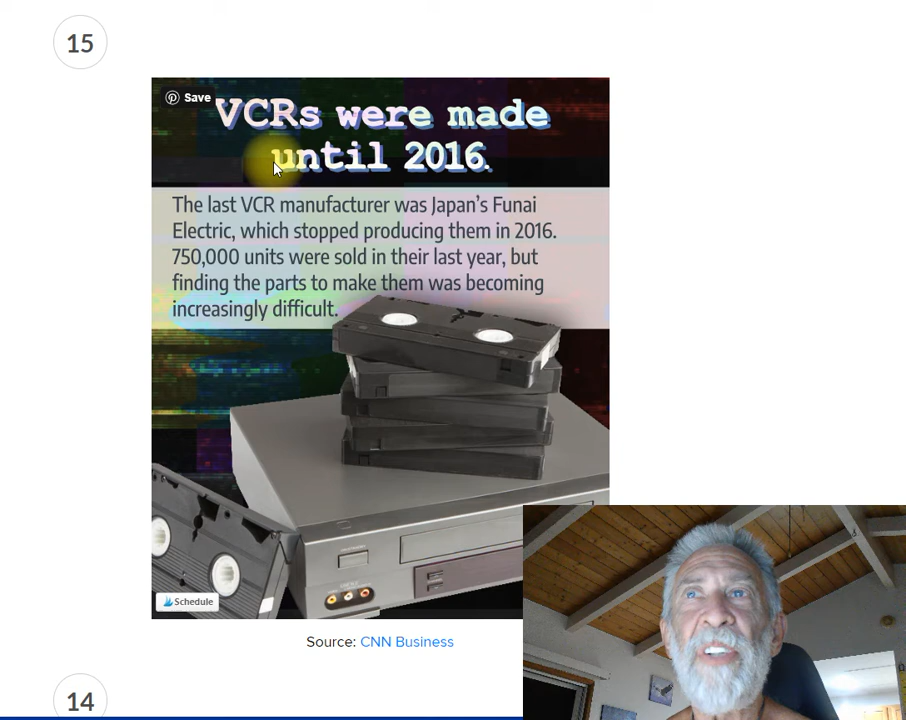 15
Save
VCRs were made
until 2016.
The last VCR manufacturer was Japan's Funai
Electric, which stopped producing them in 2016.
750,000 units were sold in their last year, but
finding the parts to make them was becoming
increasingly difficult.
Schedule
Source: CNN Business
14